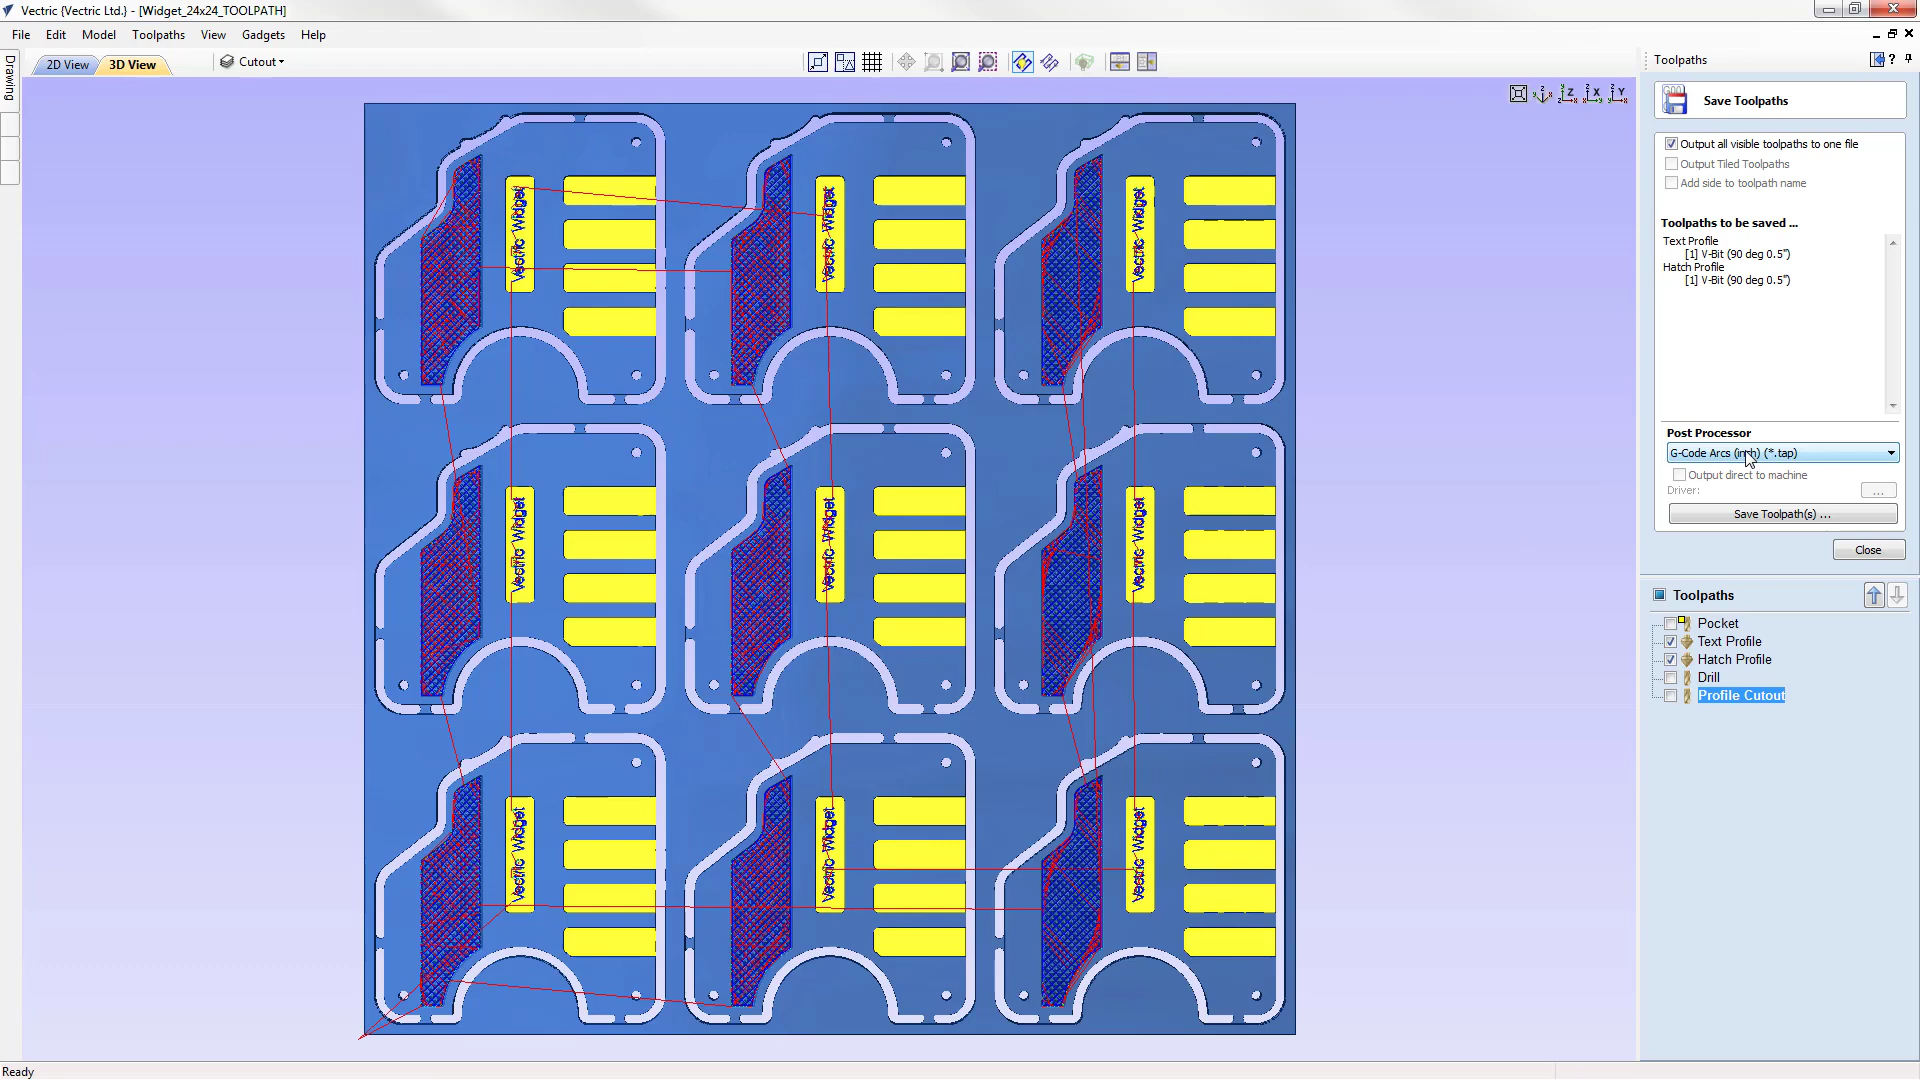 Vectric {Vectric Ltd.} - [Widget_24x24_TOOLPATH]
File Edit Model Toolpaths View Gadgets Help
Drawing
2D View 3D View Cutout
Toolpaths
Save Toolpaths
Output all visible toolpaths to one file
Output Tiled Toolpaths
Add side to toolpath name
Toolpaths to be saved ...
Text Profile
[1] V-Bit (90 deg 0.5")
Hatch Profile
[1] V-Bit (90 deg 0.5")
Post Processor
G-Code Arcs (inch) (*.tap)
Output direct to machine
Driver:
...
Save Toolpath(s) ...
Close
Toolpaths
Pocket
Text Profile
Hatch Profile
Drill
Profile Cutout
Vectric Widget
Vectric Widget
Vectric Widget
Vectric Widget
Vectric Widget
Vectric Widget
Vectric Widget
Vectric Widget
Vectric Widget
Z
X
Y
Ready